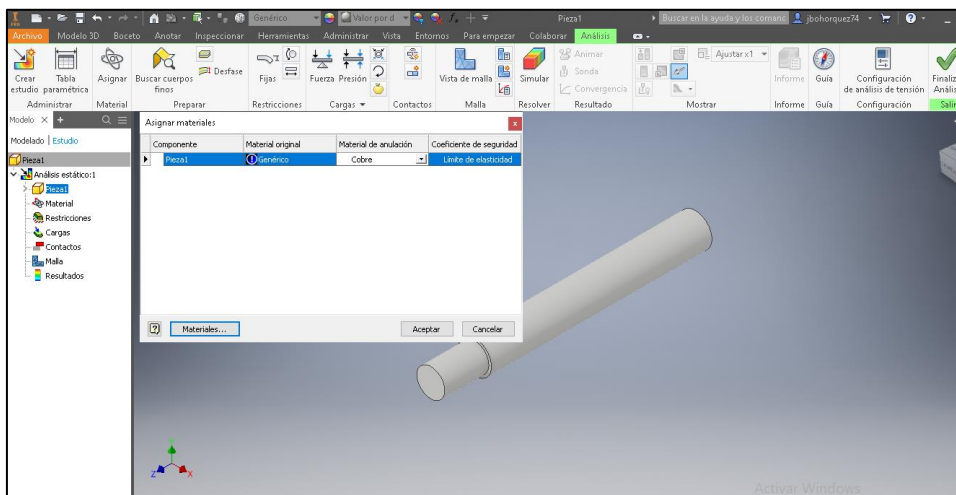 Genérico
Valor por d
Pieza1
Buscar en la ayuda y los comanc
jbohorquez74
Archivo Modelo 3D Boceto Anotar Inspeccionar Herramientas Administrar Vista Entornos Para empezar Colaborar Análisis
Crear estudio
Tabla paramétrica
Asignar
Buscar cuerpos finos
Desfase
Fijas
Fuerza
Presión
Vista de malla
Simular
Animar
Sonda
Convergencia
Ajustar x1
Informe
Guía
Configuración de análisis de tensión
Finaliz
Anális
Administrar Material Preparar Restricciones Cargas Contactos Malla Resolver Resultado Mostrar Informe Guía Configuración Salir
Modelo
Modelado | Estudio
Pieza1
Análisis estático:1
Pieza1
Material
Restricciones
Cargas
Contactos
Malla
Resultados
Asignar materiales
Componente Material original Material de anulación Coeficiente de seguridad
Pieza1 Genérico Cobre Límite de elasticidad
Materiales...
Aceptar
Cancelar
Z
X
Activar Windows